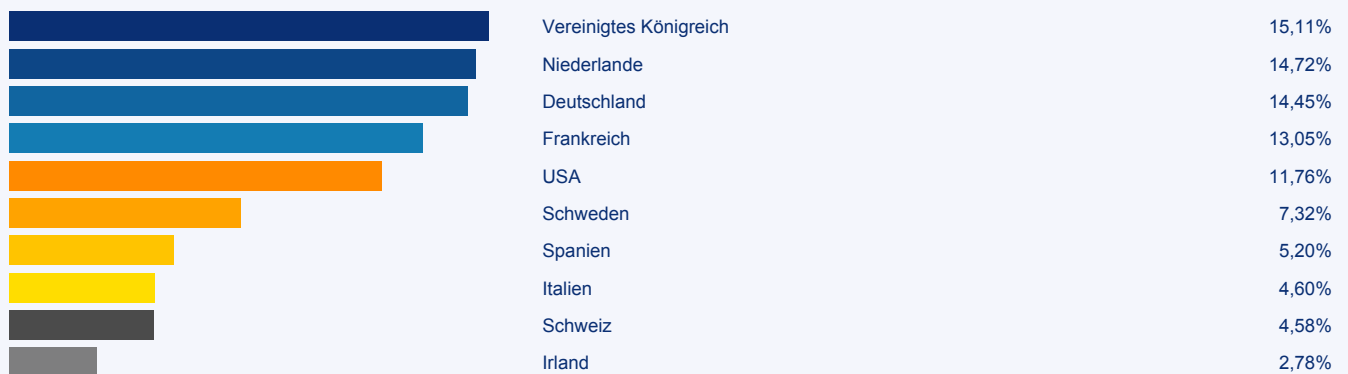 Vereinigtes Königreich 15,11%
Niederlande 14,72%
Deutschland 14,45%
Frankreich 13,05%
USA 11,76%
Schweden 7,32%
Spanien 5,20%
Italien 4,60%
Schweiz 4,58%
Irland 2,78%